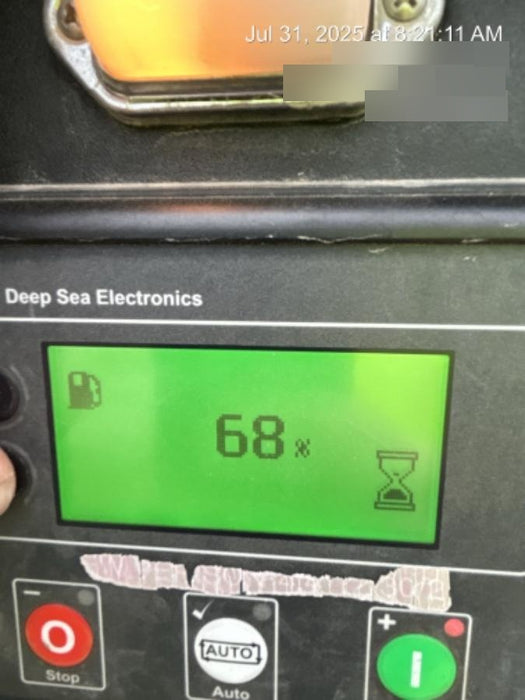 Jul 31, 2025 at 8:21:11 AM
Deep Sea Electronics
68 %
− ✓ +
O AUTO I
Stop Auto